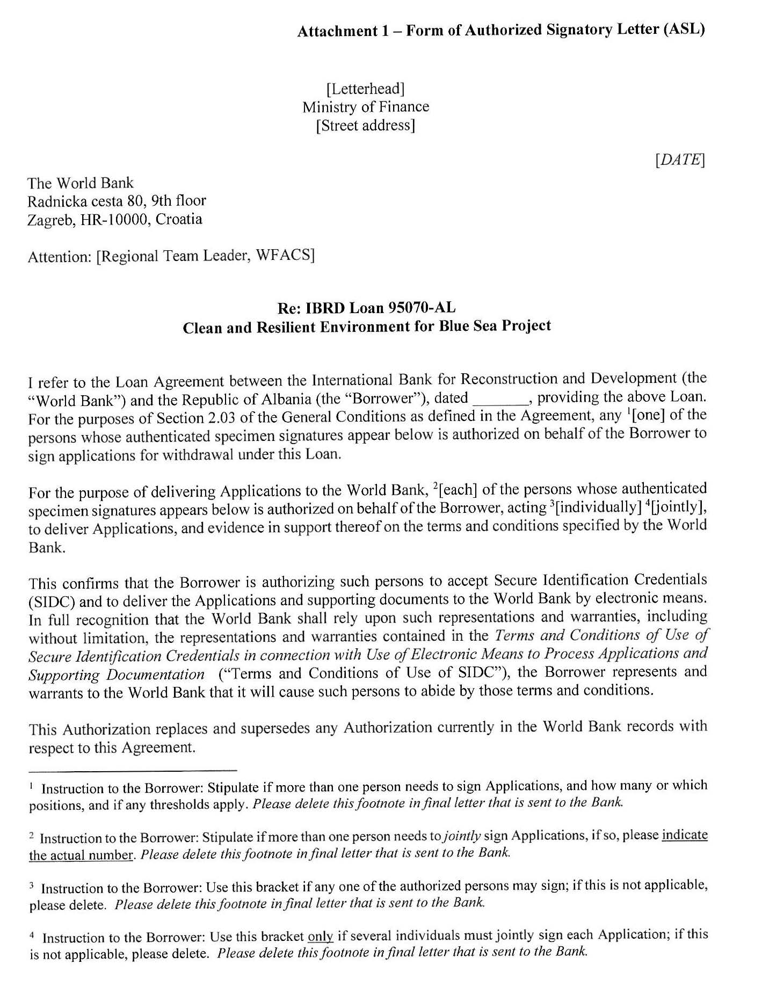 Attachment 1 – Form of Authorized Signatory Letter (ASL)
[Letterhead]
Ministry of Finance
[Street address]
[DATE]
The World Bank
Radnicka cesta 80, 9th floor
Zagreb, HR-10000, Croatia
Attention: [Regional Team Leader, WFACS]
Re: IBRD Loan 95070-AL
Clean and Resilient Environment for Blue Sea Project
I refer to the Loan Agreement between the International Bank for Reconstruction and Development (the
“World Bank”) and the Republic of Albania (the “Borrower”), dated _______, providing the above Loan.
For the purposes of Section 2.03 of the General Conditions as defined in the Agreement, any ¹[one] of the
persons whose authenticated specimen signatures appear below is authorized on behalf of the Borrower to
sign applications for withdrawal under this Loan.
For the purpose of delivering Applications to the World Bank, ²[each] of the persons whose authenticated
specimen signatures appears below is authorized on behalf of the Borrower, acting ³[individually] ⁴[jointly],
to deliver Applications, and evidence in support thereof on the terms and conditions specified by the World
Bank.
This confirms that the Borrower is authorizing such persons to accept Secure Identification Credentials
(SIDC) and to deliver the Applications and supporting documents to the World Bank by electronic means.
In full recognition that the World Bank shall rely upon such representations and warranties, including
without limitation, the representations and warranties contained in the Terms and Conditions of Use of
Secure Identification Credentials in connection with Use of Electronic Means to Process Applications and
Supporting Documentation (“Terms and Conditions of Use of SIDC”), the Borrower represents and
warrants to the World Bank that it will cause such persons to abide by those terms and conditions.
This Authorization replaces and supersedes any Authorization currently in the World Bank records with
respect to this Agreement.
¹ Instruction to the Borrower: Stipulate if more than one person needs to sign Applications, and how many or which
positions, and if any thresholds apply. Please delete this footnote in final letter that is sent to the Bank.
² Instruction to the Borrower: Stipulate if more than one person needs to jointly sign Applications, if so, please indicate
the actual number. Please delete this footnote in final letter that is sent to the Bank.
³ Instruction to the Borrower: Use this bracket if any one of the authorized persons may sign; if this is not applicable,
please delete. Please delete this footnote in final letter that is sent to the Bank.
⁴ Instruction to the Borrower: Use this bracket only if several individuals must jointly sign each Application; if this
is not applicable, please delete. Please delete this footnote in final letter that is sent to the Bank.